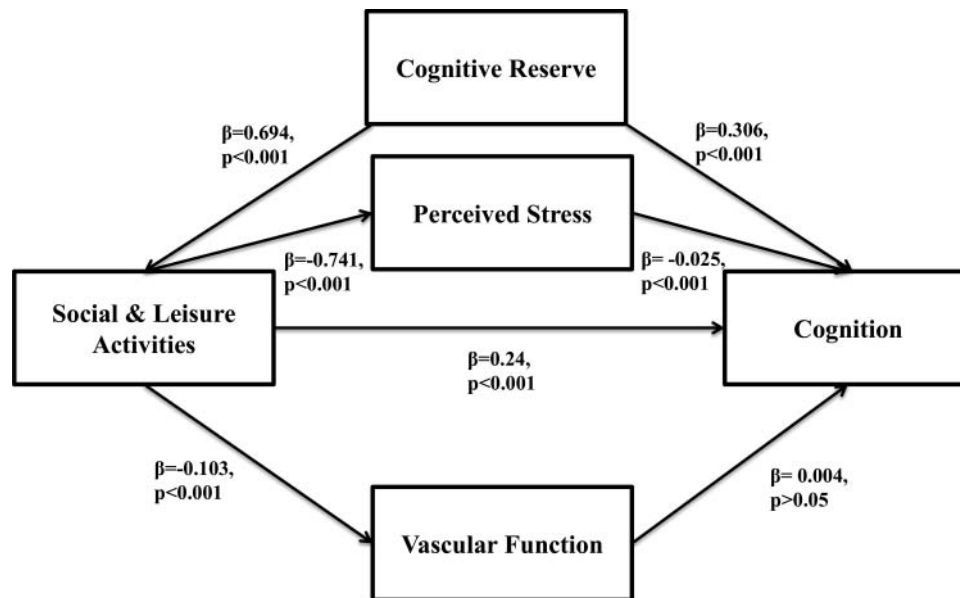 Cognitive Reserve
β=0.694,
p<0.001
β=0.306,
p<0.001
Perceived Stress
β=-0.741,
p<0.001
β= -0.025,
p<0.001
Social & Leisure
Activities
Cognition
β=0.24,
p<0.001
β=-0.103,
p<0.001
β= 0.004,
p>0.05
Vascular Function